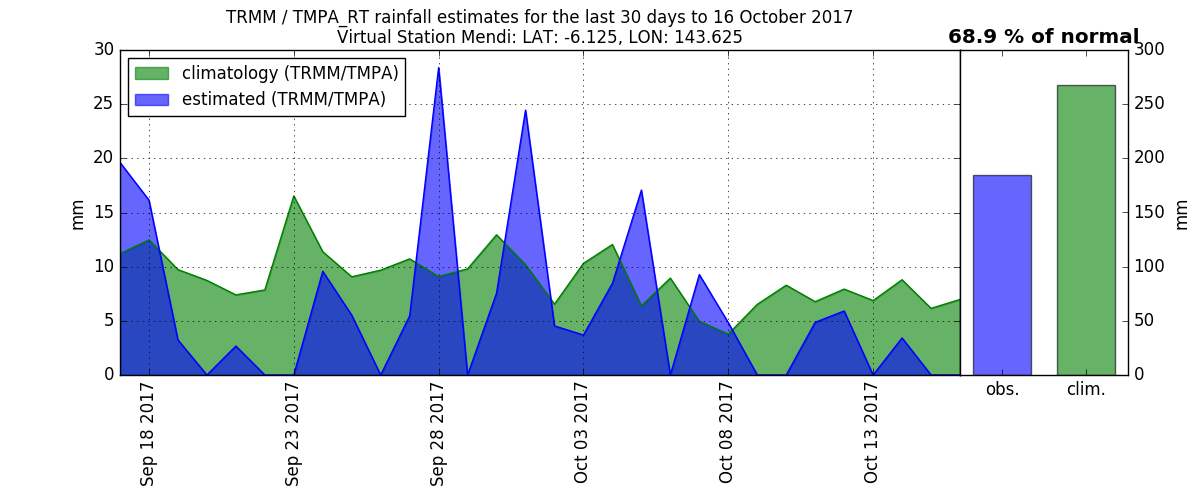 TRMM / TMPA_RT rainfall estimates for the last 30 days to 16 October 2017
Virtual Station Mendi: LAT: -6.125, LON: 143.625
68.9 % of normal
climatology (TRMM/TMPA)
estimated (TRMM/TMPA)
30
25
20
15
10
5
0
mm
Sep 18 2017
Sep 23 2017
Sep 28 2017
Oct 03 2017
Oct 08 2017
Oct 13 2017
300
250
200
150
100
50
0
mm
obs.
clim.